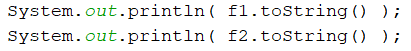 System.out.println( f1.toString() );
System.out.println( f2.toString() );